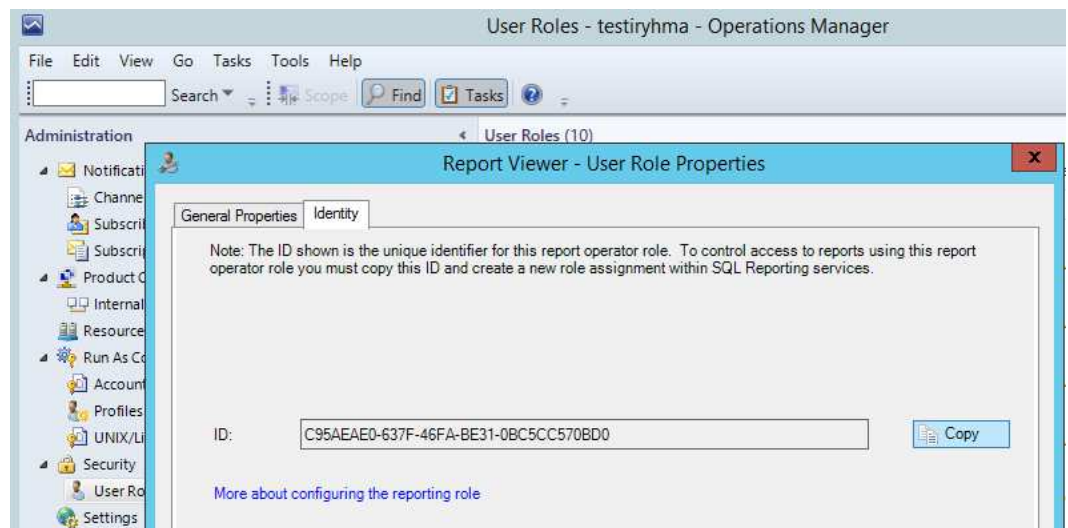 User Roles - testiryhma - Operations Manager
File Edit View Go Tasks Tools Help
Search Scope Find Tasks
Administration
User Roles (10)
Notificati
Channe
Subscri
Subscrip
Product C
Internal
Resource
Run As Co
Account
Profiles
UNIX/Li
Security
User Ro
Settings
Report Viewer - User Role Properties
x
General Properties Identity
Note: The ID shown is the unique identifier for this report operator role. To control access to reports using this report
operator role you must copy this ID and create a new role assignment within SQL Reporting services.
ID: C95AEAE0-637F-46FA-BE31-0BC5CC570BD0 Copy
More about configuring the reporting role